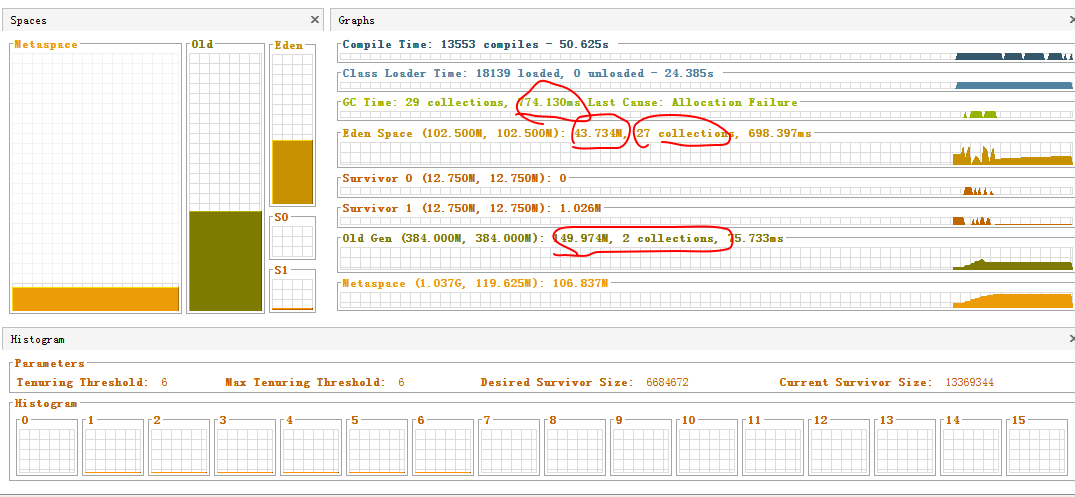 Spaces
Graphs
Metaspace
Old
Eden
S0
S1
Compile Time: 13553 compiles - 50.625s
Class Loader Time: 18139 loaded, 0 unloaded - 24.385s
GC Time: 29 collections, 774.130ms Last Cause: Allocation Failure
Eden Space (102.500M, 102.500M): 43.734M, 27 collections, 698.397ms
Survivor 0 (12.750M, 12.750M): 0
Survivor 1 (12.750M, 12.750M): 1.026M
Old Gen (384.000M, 384.000M): 149.974M, 2 collections, 75.733ms
Metaspace (1.037G, 119.625M): 106.837M
Histogram
Parameters
Tenuring Threshold: 6 Max Tenuring Threshold: 6 Desired Survivor Size: 6684672 Current Survivor Size: 13369344
Histogram
0 1 2 3 4 5 6 7 8 9 10 11 12 13 14 15